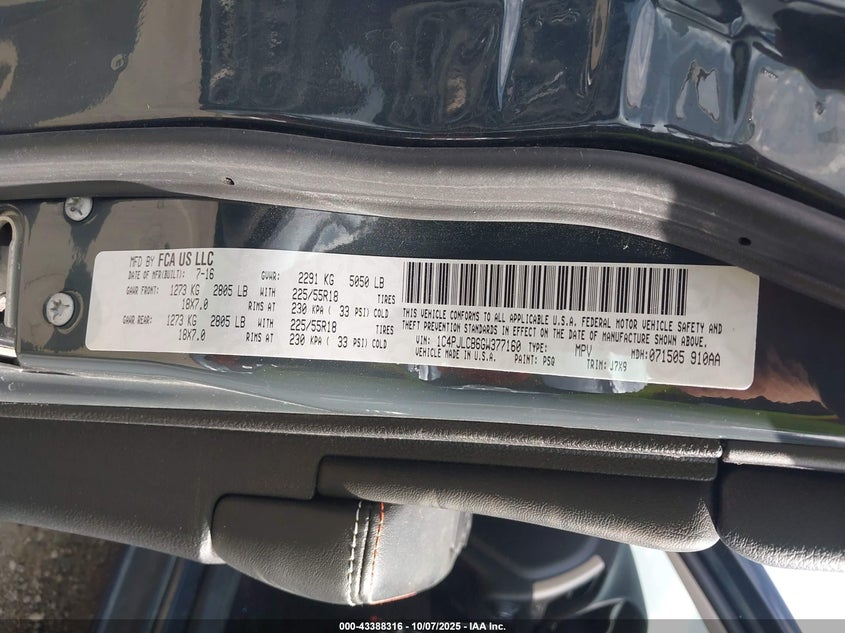 MFD BY FCA US LLC
DATE OF MFR(BUILT): 7-16 GVWR: 2291 KG 5050 LB
GAWR FRONT: 1273 KG 2805 LB WITH 225/55R18 TIRES
18X7.0 RIMS AT 230 KPA ( 33 PSI) COLD
GAWR REAR: 1273 KG 2805 LB WITH 225/55R18 TIRES
18X7.0 RIMS AT 230 KPA ( 33 PSI) COLD
THIS VEHICLE CONFORMS TO ALL APPLICABLE U.S.A. FEDERAL MOTOR VEHICLE SAFETY AND
THEFT PREVENTION STANDARDS IN EFFECT ON THE DATE OF MANUFACTURE SHOWN ABOVE.
VIN: 1C4PJLCB6GW377160 TYPE: MPV MDH: 071505 910AA
VEHICLE MADE IN U.S.A. PAINT: PSQ TRIM: J7X9
000-43388316 - 10/07/2025 - IAA Inc.